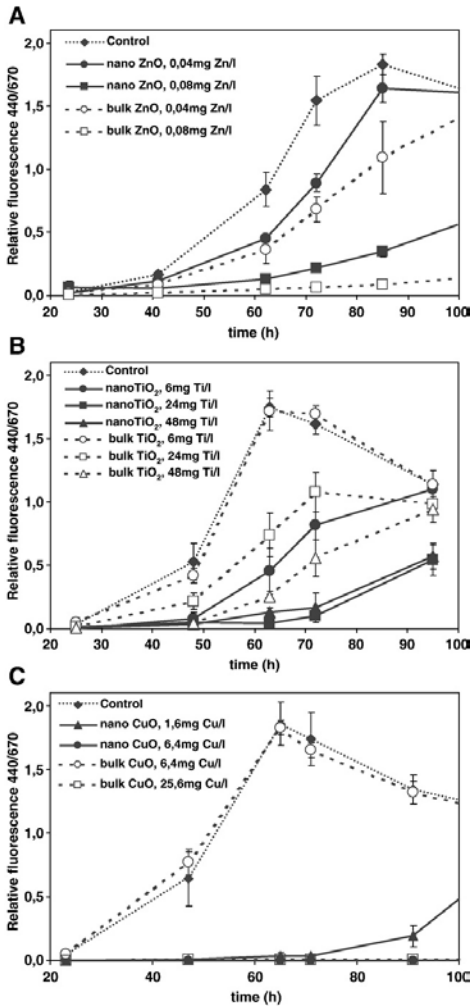 A
2,0
Control
nano ZnO, 0,04mg Zn/l
nano ZnO, 0,08mg Zn/l
bulk ZnO, 0,04mg Zn/l
bulk ZnO, 0,08mg Zn/l
1,5
1,0
0,5
0,0
Relative fluorescence 440/670
20 30 40 50 60 70 80 90 100
time (h)
B
2,0
Control
nanoTiO₂, 6mg Ti/l
nanoTiO₂, 24mg Ti/l
nanoTiO₂, 48mg Ti/l
bulk TiO₂, 6mg Ti/l
bulk TiO₂, 24mg Ti/l
bulk TiO₂, 48mg Ti/l
1,5
1,0
0,5
0,0
Relative fluorescence 440/670
20 30 40 50 60 70 80 90 100
time (h)
C
2,0
Control
nano CuO, 1,6mg Cu/l
nano CuO, 6,4mg Cu/l
bulk CuO, 6,4mg Cu/l
bulk CuO, 25,6mg Cu/l
1,5
1,0
0,5
0,0
Relative fluorescence 440/670
20 30 40 50 60 70 80 90 100
time (h)